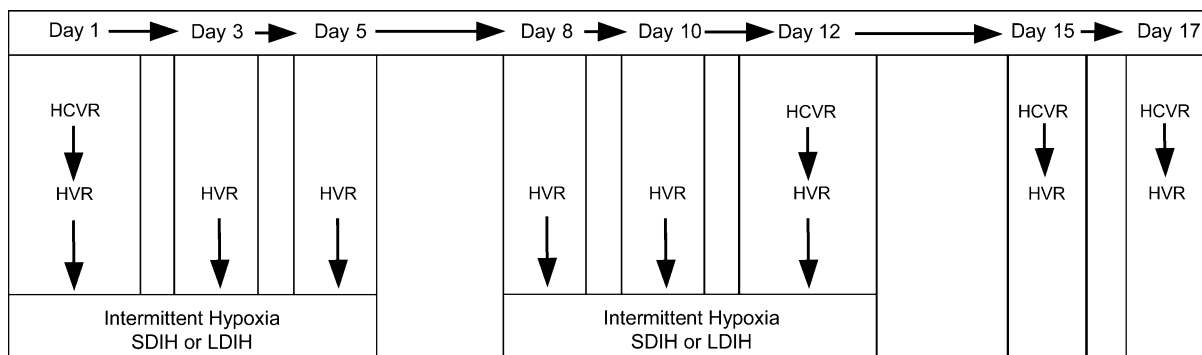 Day 1 Day 3 Day 5 Day 8 Day 10 Day 12 Day 15 Day 17
HCVR HCVR HCVR HCVR
HVR HVR HVR HVR HVR HVR HVR HVR
Intermittent Hypoxia Intermittent Hypoxia
SDIH or LDIH SDIH or LDIH